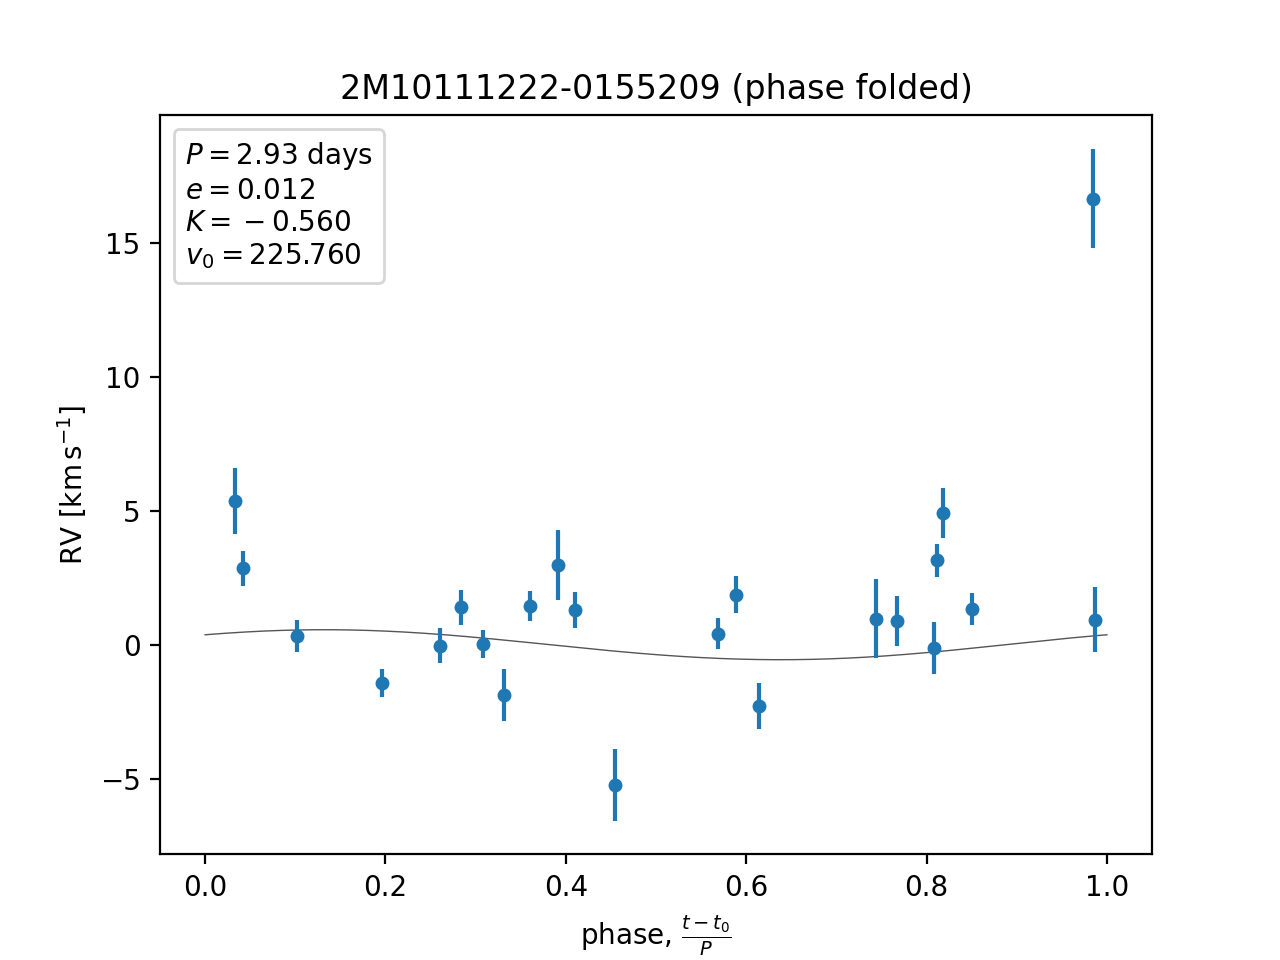 2M10111222-0155209 (phase folded)
P = 2.93 days
e = 0.012
K = −0.560
v₀ = 225.760
RV [km s⁻¹]
15
10
5
0
−5
0.0 0.2 0.4 0.6 0.8 1.0
phase, (t − t₀)/P